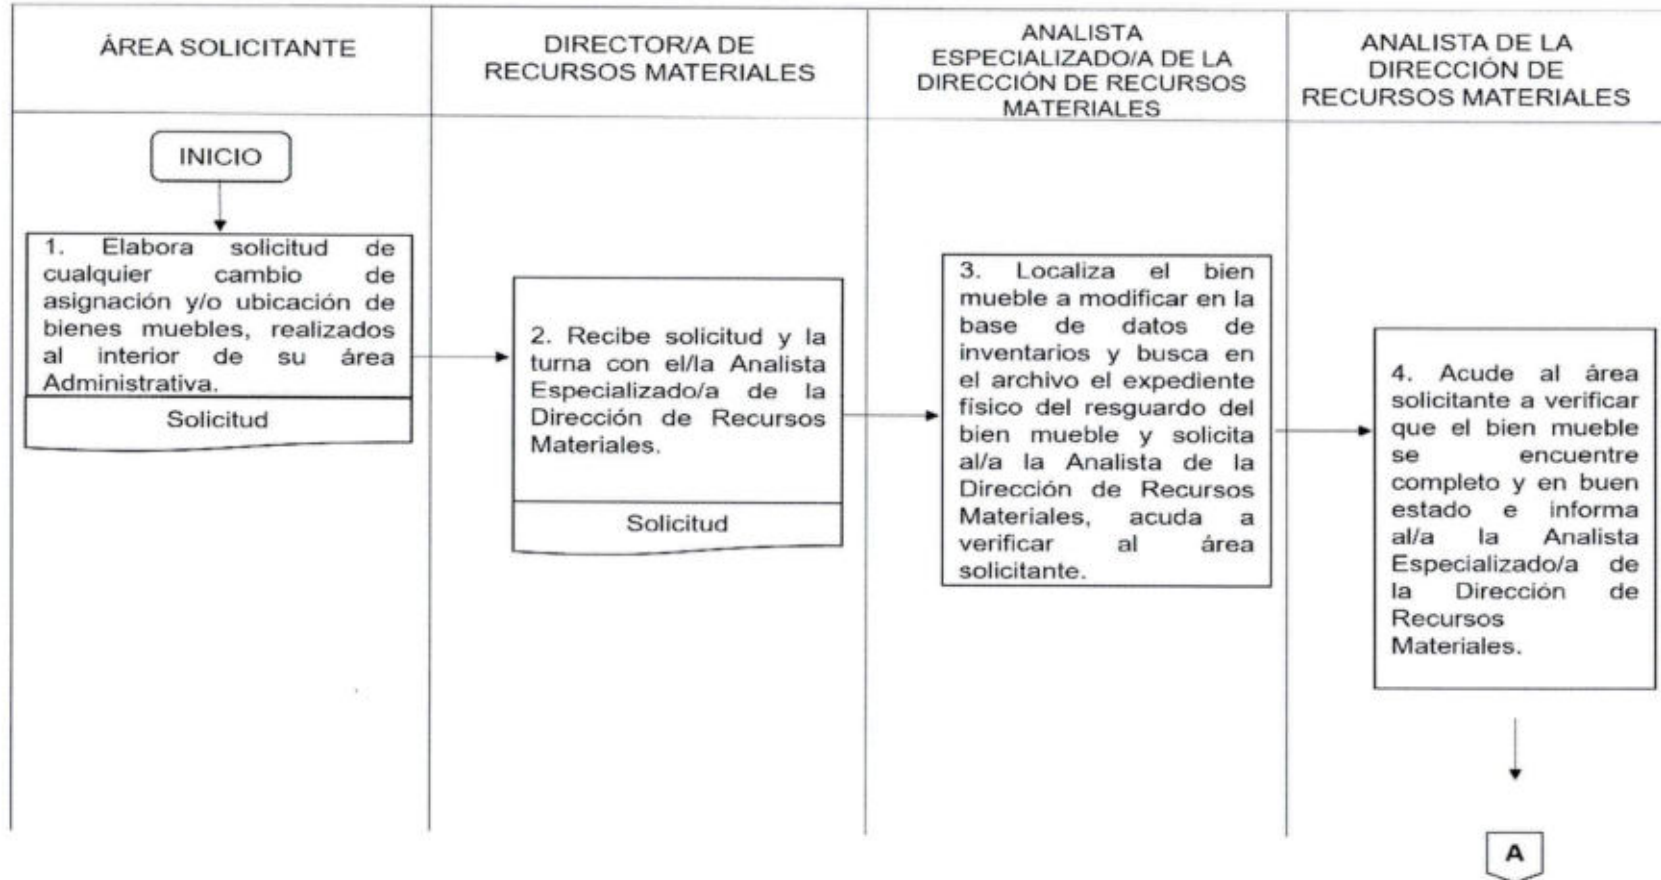 ÁREA SOLICITANTE
DIRECTOR/A DE
RECURSOS MATERIALES
ANALISTA
ESPECIALIZADO/A DE LA
DIRECCIÓN DE RECURSOS
MATERIALES
ANALISTA DE LA
DIRECCIÓN DE
RECURSOS MATERIALES
INICIO
1. Elabora solicitud de
cualquier cambio de
asignación y/o ubicación de
bienes muebles, realizados
al interior de su área
Administrativa.
Solicitud
2. Recibe solicitud y la
turna con el/la Analista
Especializado/a de la
Dirección de Recursos
Materiales.
Solicitud
3. Localiza el bien
mueble a modificar en la
base de datos de
inventarios y busca en
el archivo el expediente
físico del resguardo del
bien mueble y solicita
al/a la Analista de la
Dirección de Recursos
Materiales, acuda a
verificar al área
solicitante.
4. Acude al área
solicitante a verificar
que el bien mueble
se encuentre
completo y en buen
estado e informa
al/a la Analista
Especializado/a de
la Dirección de
Recursos
Materiales.
A